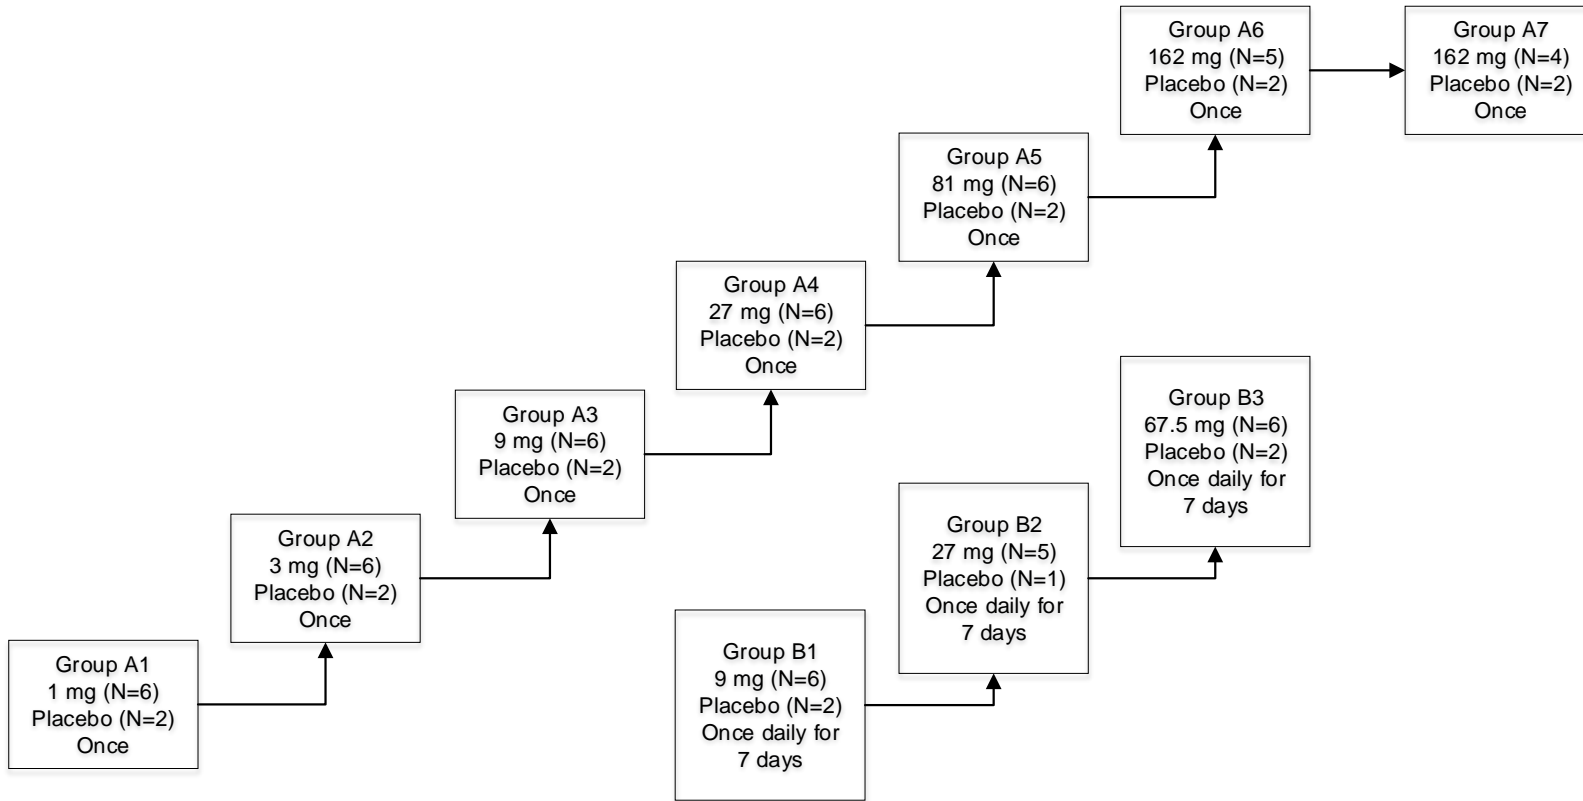 Group A1
1 mg (N=6)
Placebo (N=2)
Once
Group A2
3 mg (N=6)
Placebo (N=2)
Once
Group A3
9 mg (N=6)
Placebo (N=2)
Once
Group A4
27 mg (N=6)
Placebo (N=2)
Once
Group A5
81 mg (N=6)
Placebo (N=2)
Once
Group A6
162 mg (N=5)
Placebo (N=2)
Once
Group A7
162 mg (N=4)
Placebo (N=2)
Once
Group B1
9 mg (N=6)
Placebo (N=2)
Once daily for
7 days
Group B2
27 mg (N=5)
Placebo (N=1)
Once daily for
7 days
Group B3
67.5 mg (N=6)
Placebo (N=2)
Once daily for
7 days